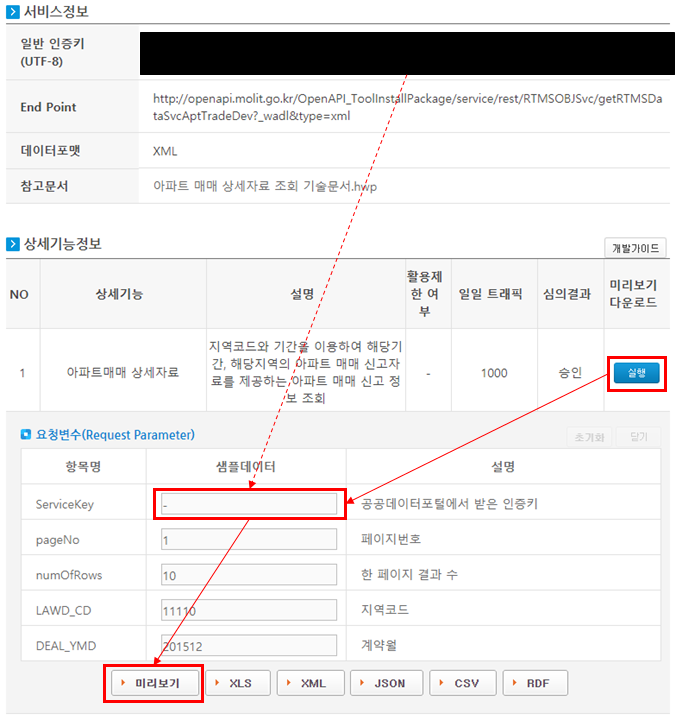 서비스정보
일반 인증키
(UTF-8)
End Point
http://openapi.molit.go.kr/OpenAPI_ToolInstallPackage/service/rest/RTMSOBJSvc/getRTMSDa
taSvcAptTradeDev?_wadl&type=xml
데이터포맷
XML
참고문서
아파트 매매 상세자료 조회 기술문서.hwp
상세기능정보
개발가이드
NO
상세기능
설명
활용제
한 여
부
일일 트래픽
심의결과
미리보기
다운로드
1
아파트매매 상세자료
지역코드와 기간을 이용하여 해당기
간, 해당지역의 아파트 매매 신고자
료를 제공하는 아파트 매매 신고 정
보 조회
-
1000
승인
실행
요청변수(Request Parameter)
초기화
닫기
항목명
샘플데이터
설명
ServiceKey
-
공공데이터포털에서 받은 인증키
pageNo
1
페이지번호
numOfRows
10
한 페이지 결과 수
LAWD_CD
11110
지역코드
DEAL_YMD
201512
계약월
미리보기
XLS
XML
JSON
CSV
RDF